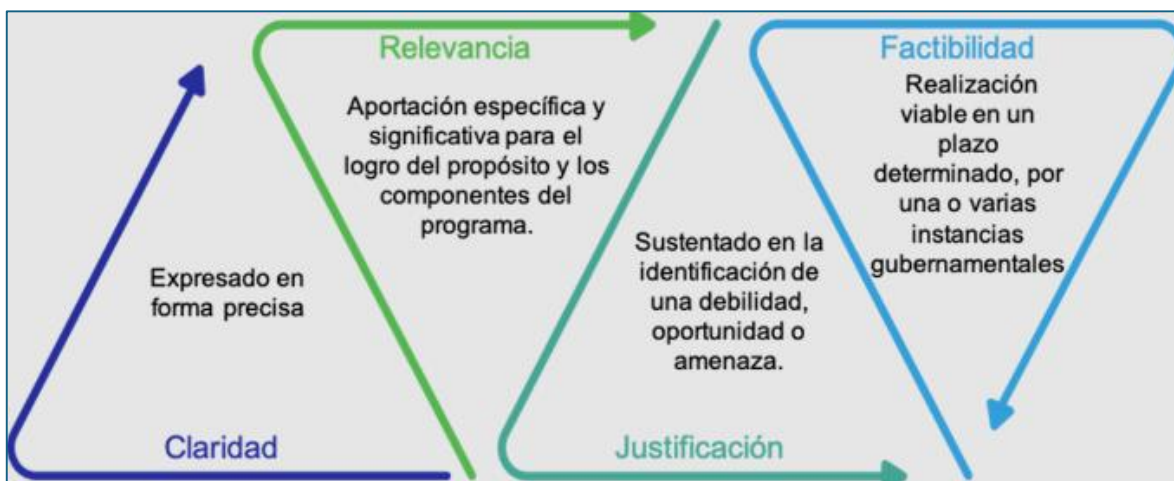 Claridad
Expresado en
forma precisa
Relevancia
Aportación específica y
significativa para el
logro del propósito y los
componentes del
programa.
Justificación
Sustentado en la
identificación de
una debilidad,
oportunidad o
amenaza.
Factibilidad
Realización
viable en un
plazo
determinado, por
una o varias
instancias
gubernamentales